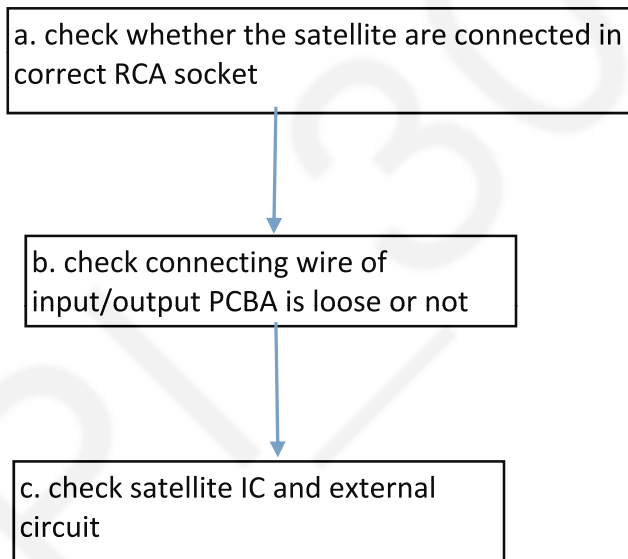 a. check whether the satellite are connected in
correct RCA socket
b. check connecting wire of
input/output PCBA is loose or not
c. check satellite IC and external
circuit